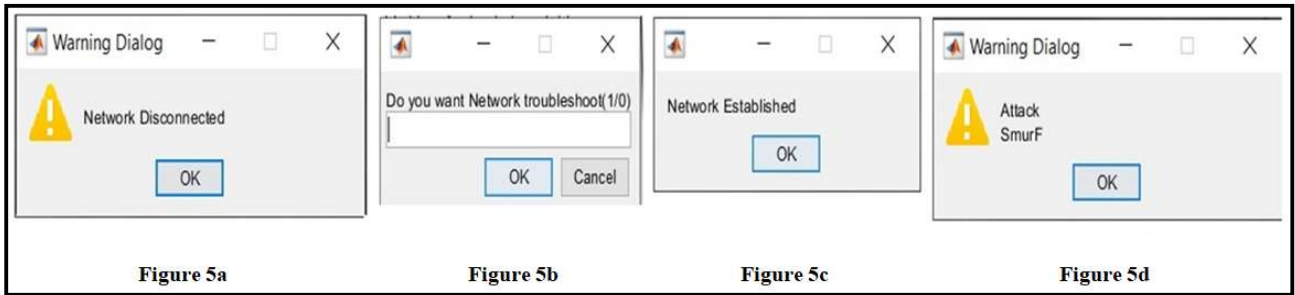 Warning Dialog
Network Disconnected
OK
Figure 5a
Do you want Network troubleshoot(1/0)
OK Cancel
Figure 5b
Network Established
OK
Figure 5c
Warning Dialog
Attack
SmurF
OK
Figure 5d